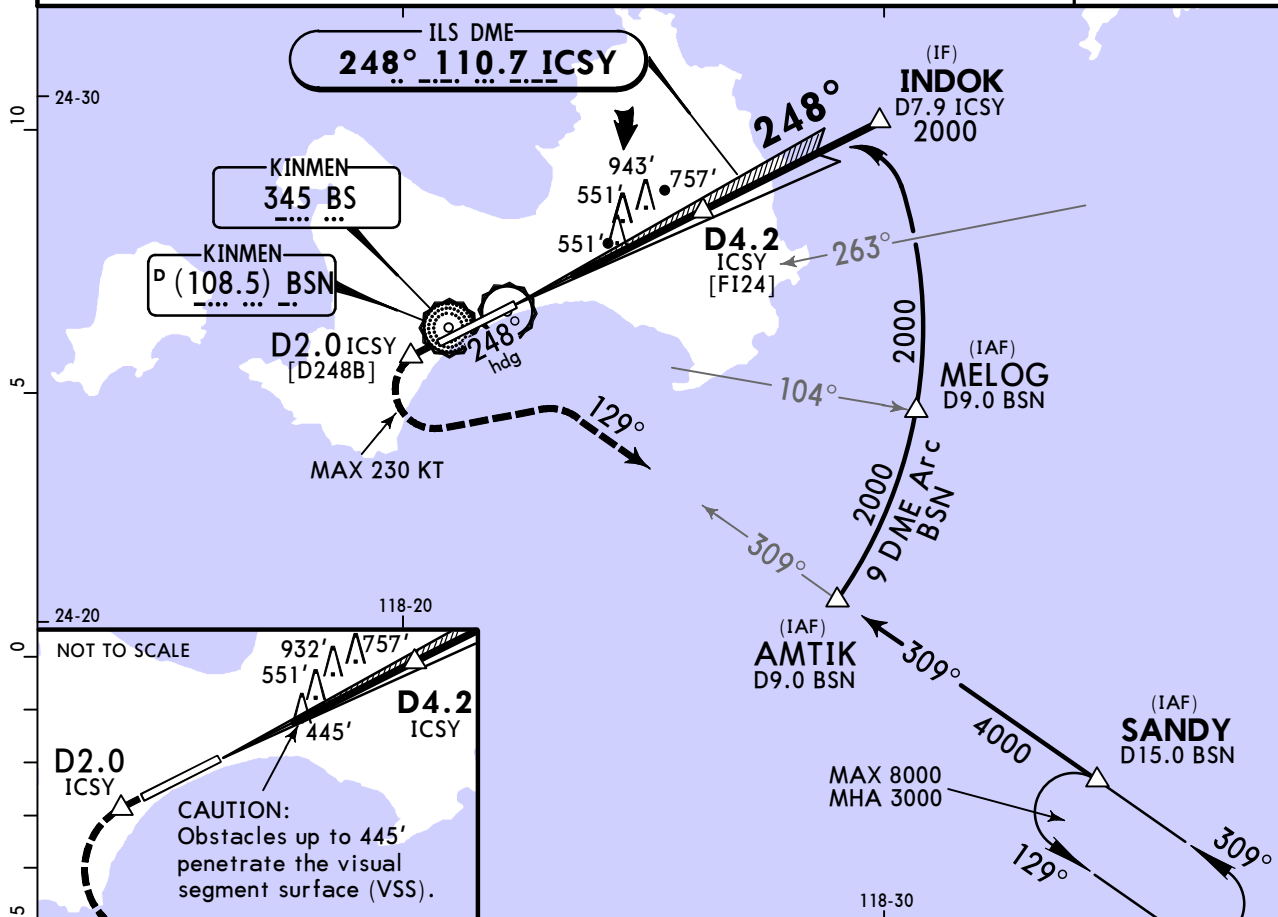 ILS DME
248° 110.7 ICSY
(IF)
INDOK
D7.9 ICSY
2000
10
24-30
248°
943'
757'
551'
551'
KINMEN
345 BS
KINMEN
D (108.5) BSN
D4.2
ICSY
[FI24]
263°
2000
D2.0 ICSY
[D248B]
248°
hdg
(IAF)
MELOG
D9.0 BSN
5
104°
129°
MAX 230 KT
2000
9 DME Arc
BSN
309°
24-20
118-20
(IAF)
AMTIK
D9.0 BSN
309°
4000
(IAF)
SANDY
D15.0 BSN
MAX 8000
MHA 3000
309°
129°
118-30
0
NOT TO SCALE
932'
757'
551'
D4.2
ICSY
445'
D2.0
ICSY
CAUTION:
Obstacles up to 445'
penetrate the visual
segment surface (VSS).
5